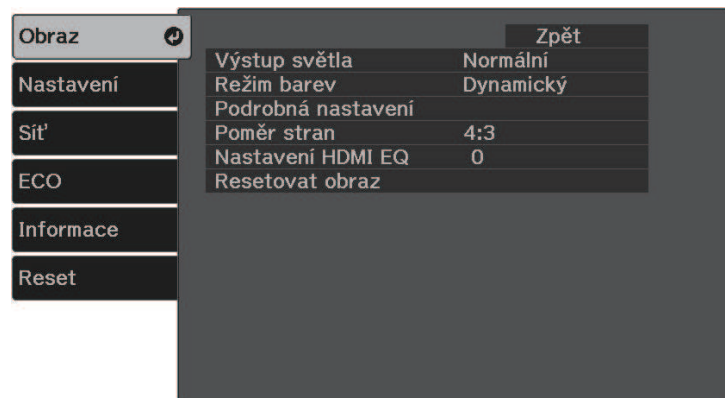 Obraz
Nastavení
Síť
ECO
Informace
Reset
Zpět
Výstup světla Normální
Režim barev Dynamický
Podrobná nastavení
Poměr stran 4:3
Nastavení HDMI EQ 0
Resetovat obraz